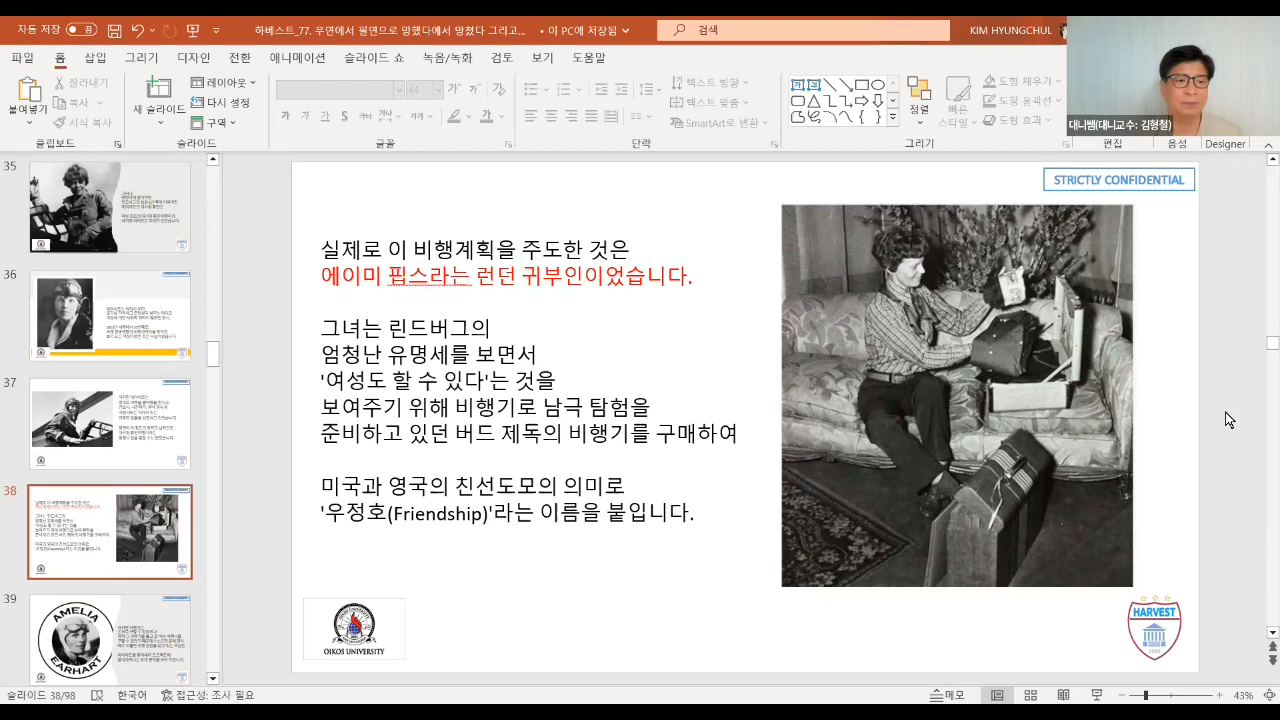 자동 저장
하베스트_77. 우연에서 필연으로 망했다에서 망쳤다 그리고...
• 이 PC에 저장됨
검색
KIM HYUNGCHUL
파일
홈
삽입
그리기
디자인
전환
애니메이션
슬라이드 쇼
녹음/녹화
검토
보기
도움말
붙여넣기
잘라내기
복사
서식 복사
클립보드
새 슬라이드
레이아웃
다시 설정
구역
슬라이드
44
글꼴
텍스트 방향
텍스트 맞춤
SmartArt로 변환
단락
정렬
빠른 스타일
도형 채우기
도형 윤곽선
도형 효과
그리기
편집
음성
Designer
대니쌤(대니교수: 김형철)
35
36
37
38
39
AMELIA
EARHART
STRICTLY CONFIDENTIAL
실제로 이 비행계획을 주도한 것은
에이미 핍스라는 런던 귀부인이었습니다.
그녀는 린드버그의
엄청난 유명세를 보면서
'여성도 할 수 있다'는 것을
보여주기 위해 비행기로 남극 탐험을
준비하고 있던 버드 제독의 비행기를 구매하여
미국과 영국의 친선도모의 의미로
'우정호(Friendship)'라는 이름을 붙입니다.
OIKOS UNIVERSITY
HARVEST
슬라이드 38/98
한국어
접근성: 조사 필요
메모
43%